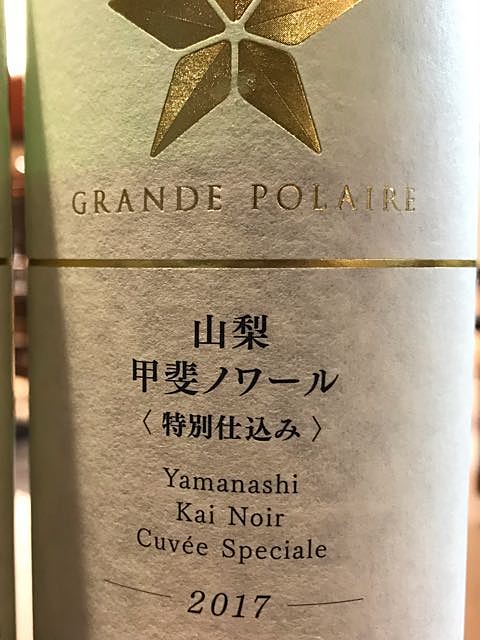 GRANDE POLAIRE
山梨
甲斐ノワール
〈特別仕込み〉
Yamanashi
Kai Noir
Cuvée Speciale
2017